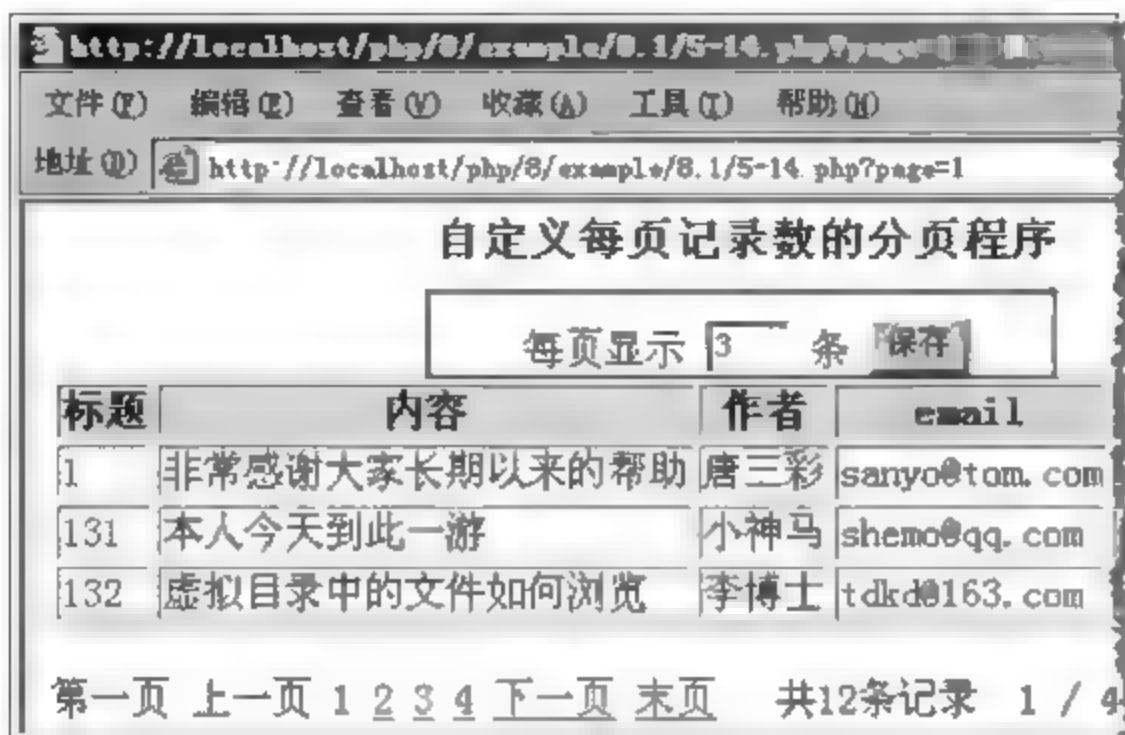 http://localhost/php/8/example/8.1/5-14.php?page
文件(F) 编辑(E) 查看(V) 收藏(A) 工具(T) 帮助(H)
地址(D) http://localhost/php/8/example/8.1/5-14.php?page=1
自定义每页记录数的分页程序
每页显示 3 条 保存
标题 内容 作者 email
1 非常感谢大家长期以来的帮助 唐三彩 sanyo@tom.com
131 本人今天到此一游 小神马 shemo@qq.com
132 虚拟目录中的文件如何浏览 李博士 tdkd@163.com
第一页 上一页 1 2 3 4 下一页 末页 共12条记录 1 / 4